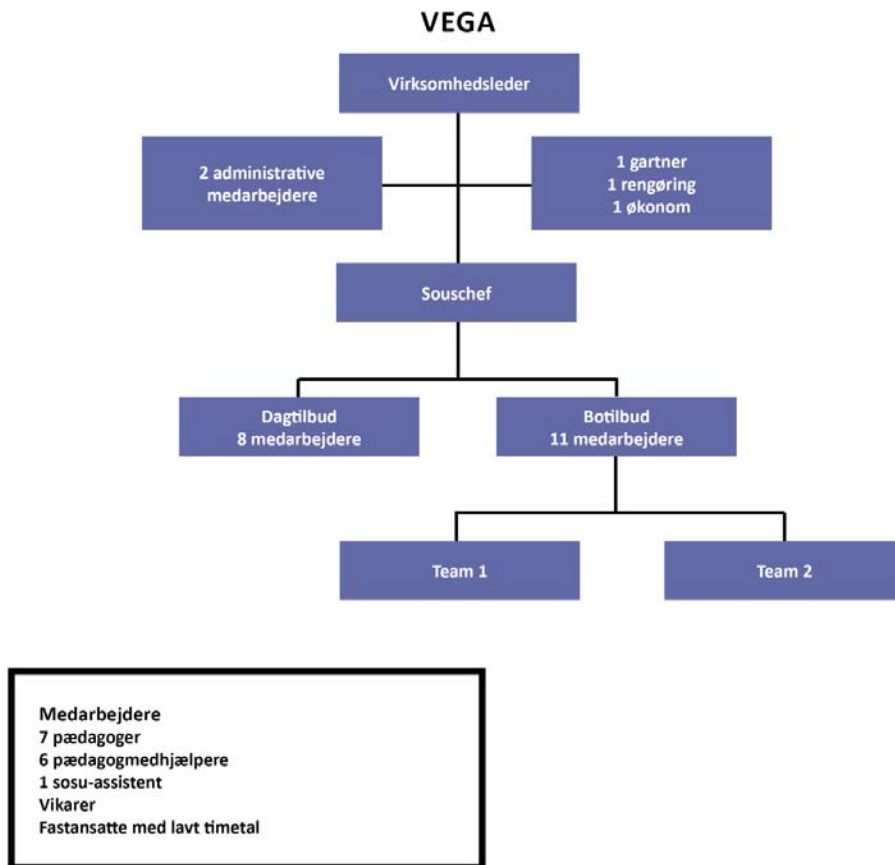 VEGA
Virksomhedsleder
2 administrative
medarbejdere
1 gartner
1 rengøring
1 økonom
Souschef
Dagtilbud
8 medarbejdere
Botilbud
11 medarbejdere
Team 1
Team 2
Medarbejdere
7 pædagoger
6 pædagogmedhjælpere
1 sosu-assistent
Vikarer
Fastansatte med lavt timetal